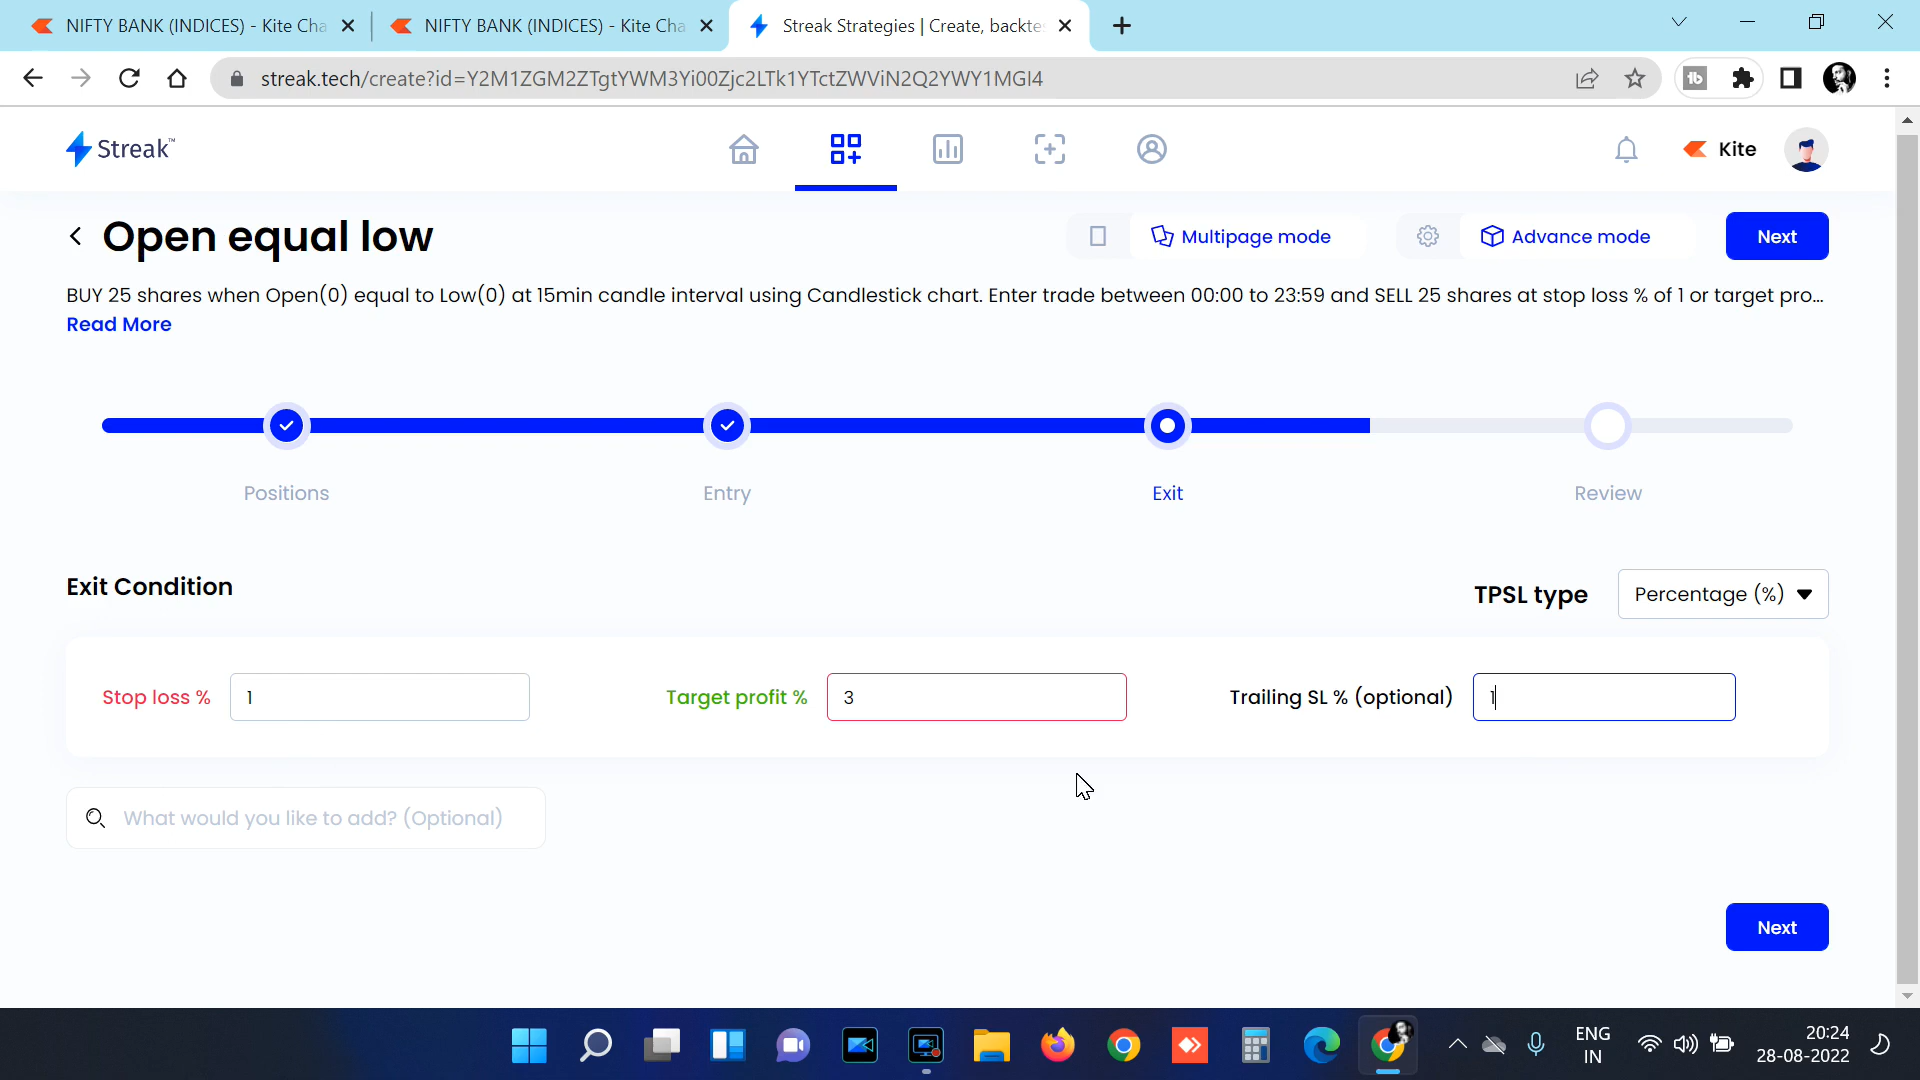 NIFTY BANK (INDICES) - Kite Cha
NIFTY BANK (INDICES) - Kite Cha
Streak Strategies | Create, backtes
streak.tech/create?id=Y2M1ZGM2ZTgtYWM3Yi00Zjc2LTk1YTctZWViN2Q2YWY1MGI4
Streak™
Kite
Open equal low
Multipage mode
Advance mode
Next
BUY 25 shares when Open(0) equal to Low(0) at 15min candle interval using Candlestick chart. Enter trade between 00:00 to 23:59 and SELL 25 shares at stop loss % of 1 or target pro...
Read More
Positions
Entry
Exit
Review
Exit Condition
TPSL type
Percentage (%)
Stop loss %
1
Target profit %
3
Trailing SL % (optional)
1
What would you like to add? (Optional)
Next
ENG
IN
20:24
28-08-2022